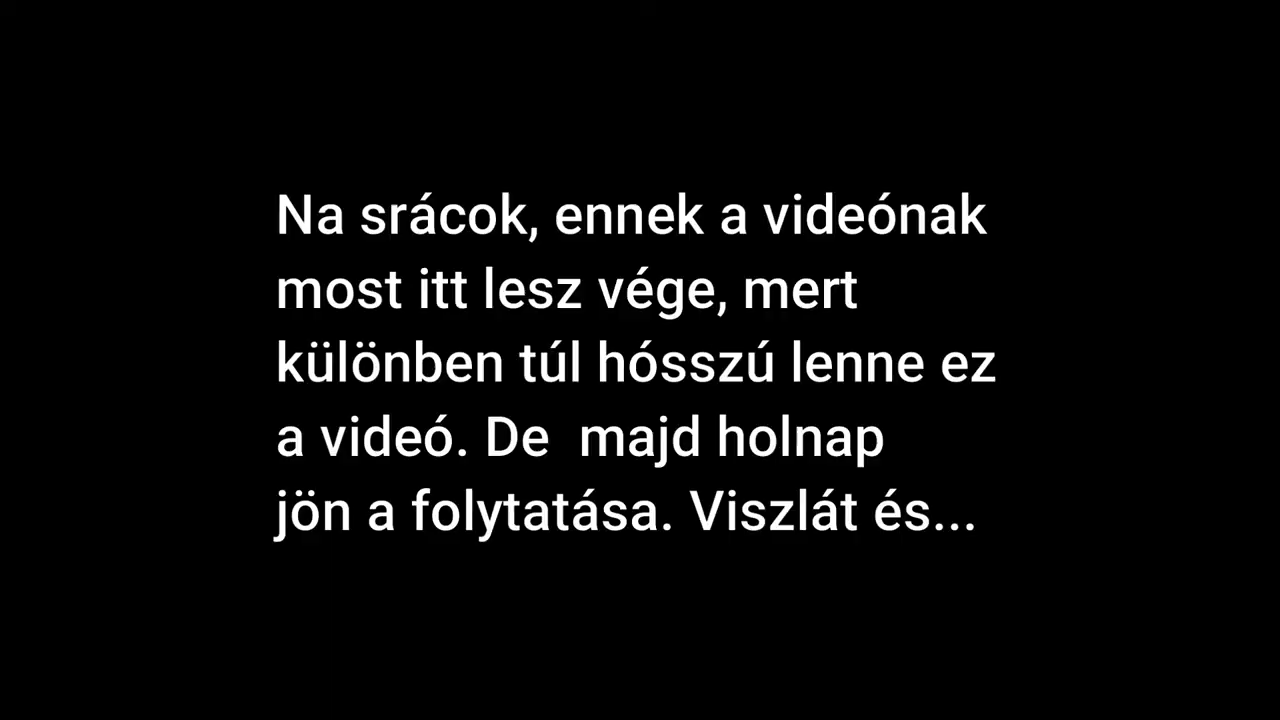 Na srácok, ennek a videónak
most itt lesz vége, mert
különben túl hósszú lenne ez
a videó. De  majd holnap
jön a folytatása. Viszlát és...